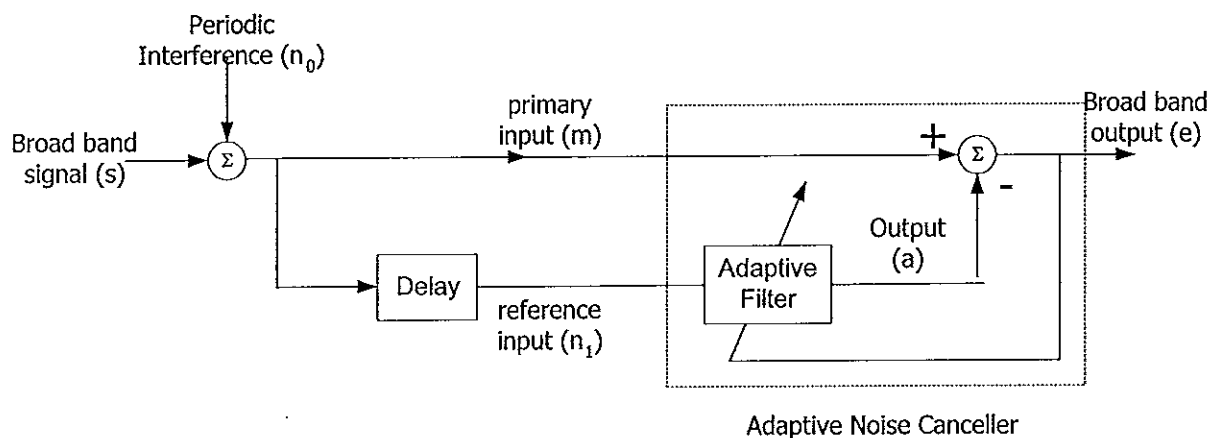 Periodic
Interference (n₀)
Broad band
signal (s)
Σ
primary
input (m)
+
Σ
-
Broad band
output (e)
Delay
reference
input (n₁)
Adaptive
Filter
Output
(a)
Adaptive Noise Canceller